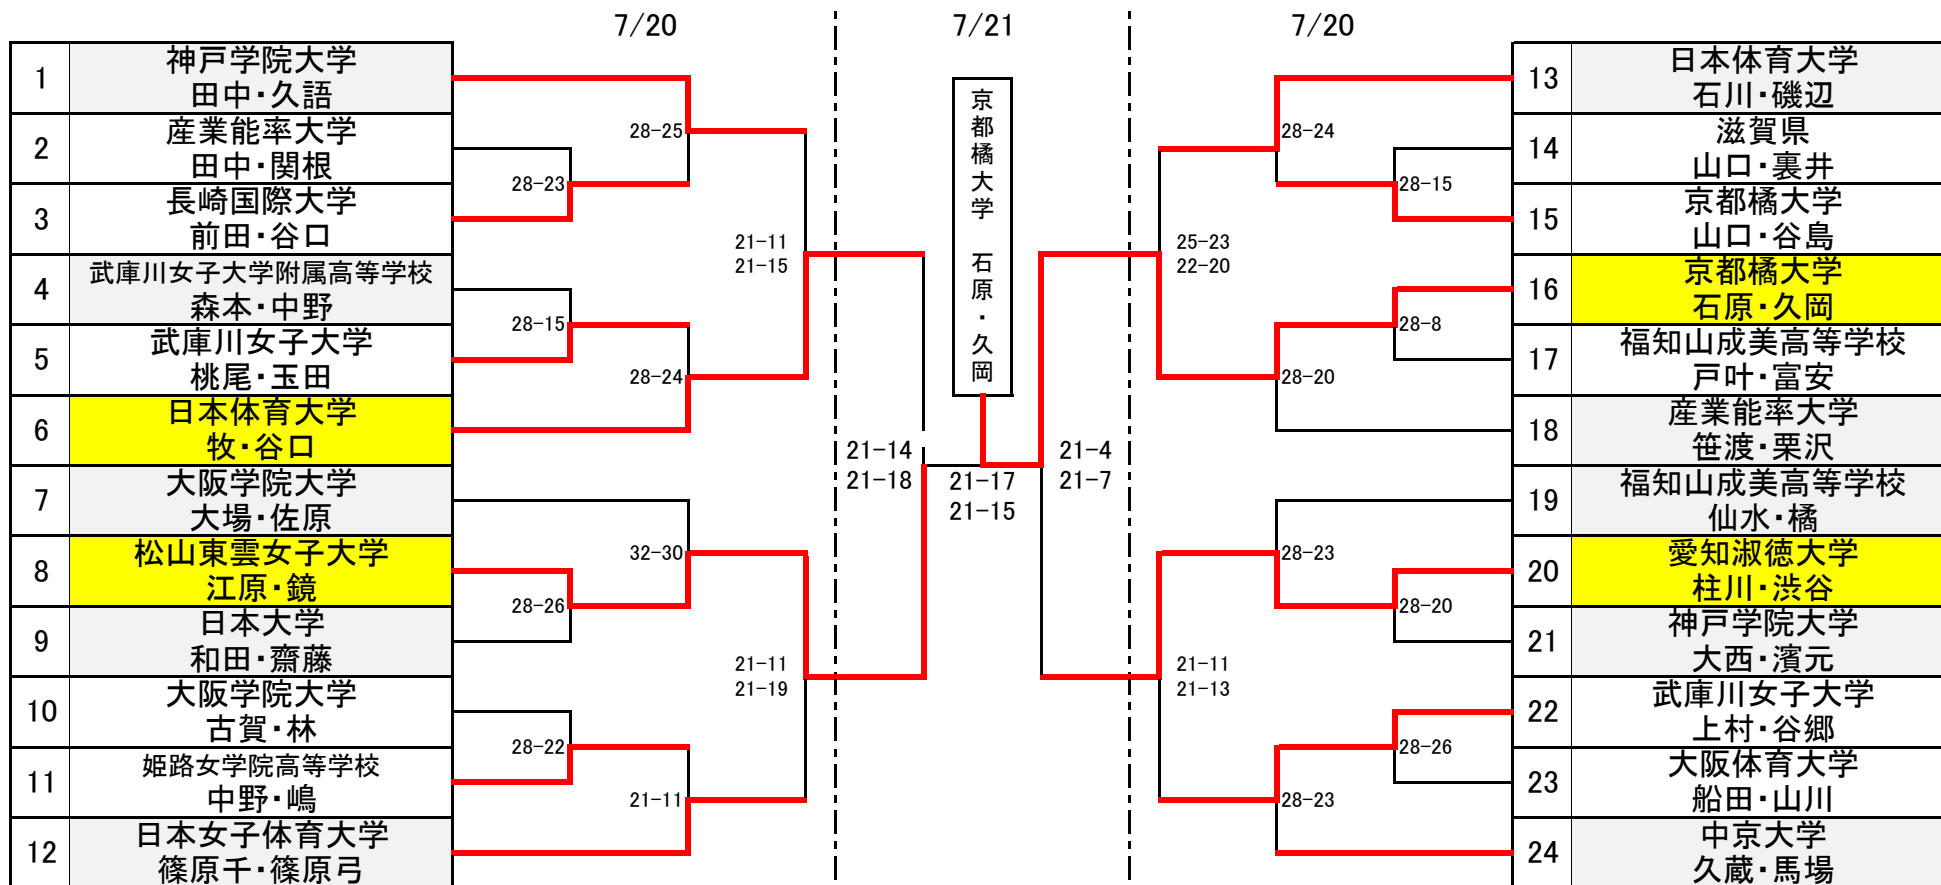 7/20
7/21
7/20
1
神戸学院大学
田中・久語
2
産業能率大学
田中・関根
3
長崎国際大学
前田・谷口
4
武庫川女子大学附属高等学校
森本・中野
5
武庫川女子大学
桃尾・玉田
6
日本体育大学
牧・谷口
7
大阪学院大学
大場・佐原
8
松山東雲女子大学
江原・鏡
9
日本大学
和田・齋藤
10
大阪学院大学
古賀・林
11
姫路女学院高等学校
中野・嶋
12
日本女子体育大学
篠原千・篠原弓
28-23
28-15
28-26
28-22
28-25
28-24
32-30
21-11
21-11
21-15
21-11
21-19
21-14
21-18
京都橘大学 石原・久岡
21-17
21-15
21-4
21-7
25-23
22-20
21-11
21-13
28-24
28-20
28-23
28-23
28-15
28-8
28-20
28-26
13
日本体育大学
石川・磯辺
14
滋賀県
山口・裏井
15
京都橘大学
山口・谷島
16
京都橘大学
石原・久岡
17
福知山成美高等学校
戸叶・富安
18
産業能率大学
笹渡・栗沢
19
福知山成美高等学校
仙水・橘
20
愛知淑徳大学
柱川・渋谷
21
神戸学院大学
大西・濱元
22
武庫川女子大学
上村・谷郷
23
大阪体育大学
船田・山川
24
中京大学
久蔵・馬場